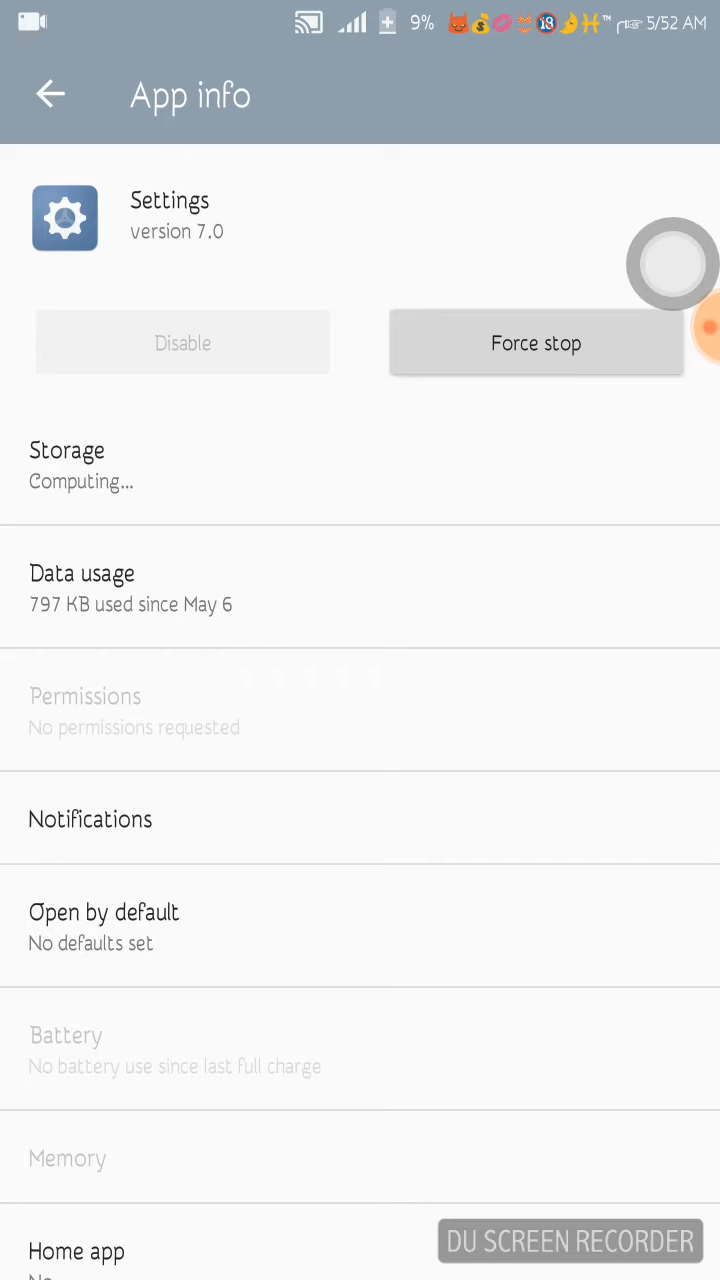 9% 😈💰💋👙🔞🌙♓™ ╭☞ 5/52 AM
App info
Settings
version 7.0
Disable
Force stop
Storage
Computing...
Data usage
797 KB used since May 6
Permissions
No permissions requested
Notifications
Open by default
No defaults set
Battery
No battery use since last full charge
Memory
Home app
DU SCREEN RECORDER